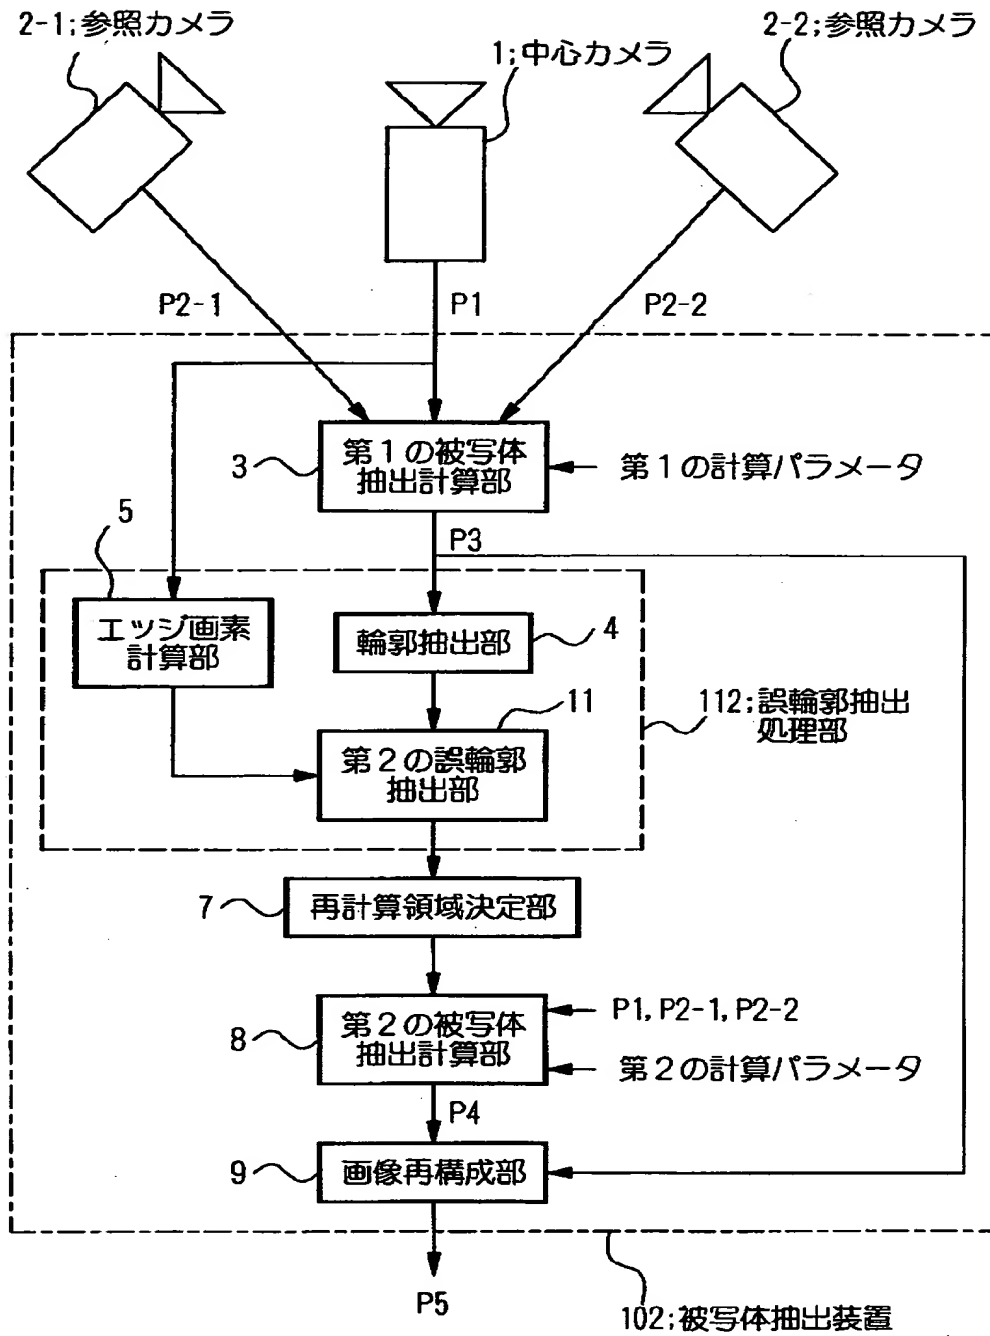 2-1;参照カメラ
1;中心カメラ
2-2;参照カメラ
P2-1
P1
P2-2
3
第1の被写体
抽出計算部
第1の計算パラメータ
P3
5
エッジ画素
計算部
輪郭抽出部
4
11
第2の誤輪郭
抽出部
112;誤輪郭抽出
処理部
7
再計算領域決定部
8
第2の被写体
抽出計算部
P1, P2-1, P2-2
第2の計算パラメータ
P4
9
画像再構成部
P5
102;被写体抽出装置